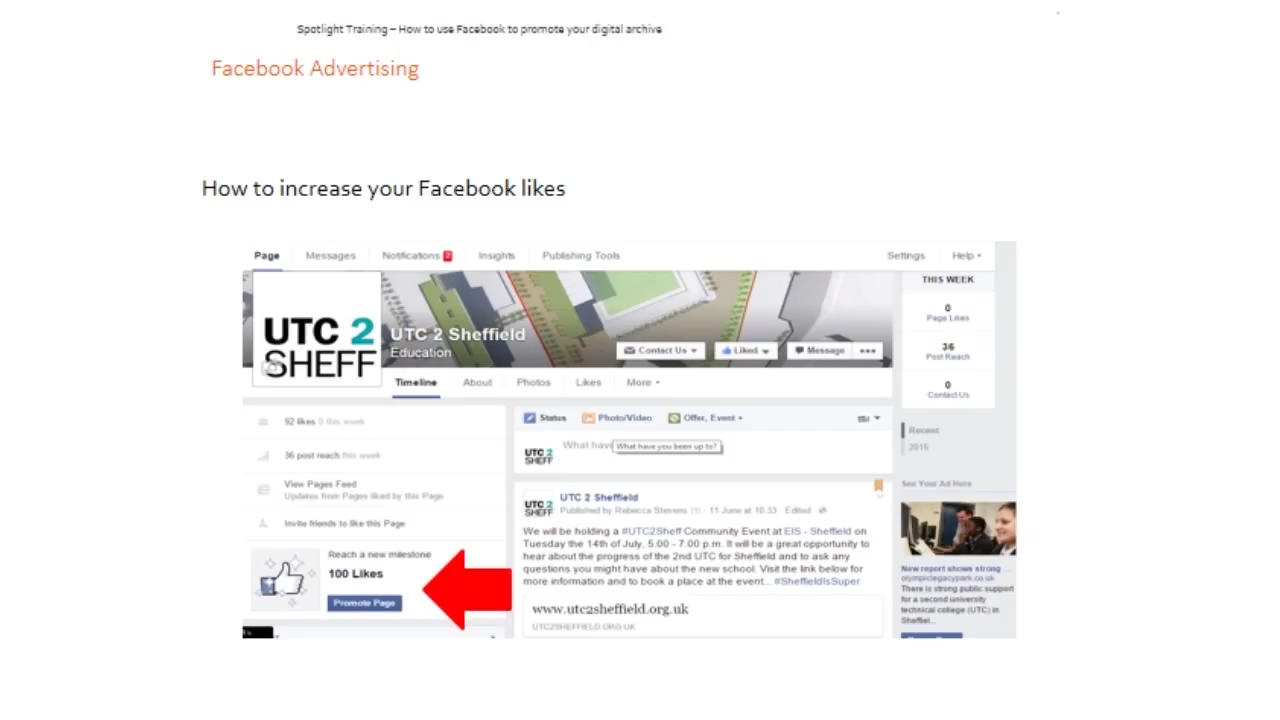 Spotlight Training – How to use Facebook to promote your digital archive
Facebook Advertising
How to increase your Facebook likes
Page Messages Notifications 2 Insights Publishing Tools Settings Help
UTC 2
SHEFF
UTC 2 Sheffield
Education
Contact Us Liked Message •••
Timeline About Photos Likes More
THIS WEEK
0
Page Likes
36
Post Reach
0
Contact Us
Recent
2015
See Your Ad Here
New report shows strong ...
olympiclegacypark.co.uk
There is strong public support
for a second university
technical college (UTC) in
Sheffiel...
92 likes 0 this week
36 post reach this week
View Pages Feed
Updates from Pages liked by this Page
Invite friends to like this Page
Reach a new milestone
100 Likes
Promote Page
Status Photo/Video Offer, Event +
UTC 2
SHEFF
What have
What have you been up to?
UTC 2
SHEFF
UTC 2 Sheffield
Published by Rebecca Stevens [?] · 11 June at 10:33 · Edited
We will be holding a #UTC2Sheff Community Event at EIS - Sheffield on
Tuesday the 14th of July, 5.00 - 7.00 p.m. It will be a great opportunity to
hear about the progress of the 2nd UTC for Sheffield and to ask any
questions you might have about the new school. Visit the link below for
more information and to book a place at the event... #SheffieldIsSuper
www.utc2sheffield.org.uk
UTC2SHEFFIELD.ORG.UK